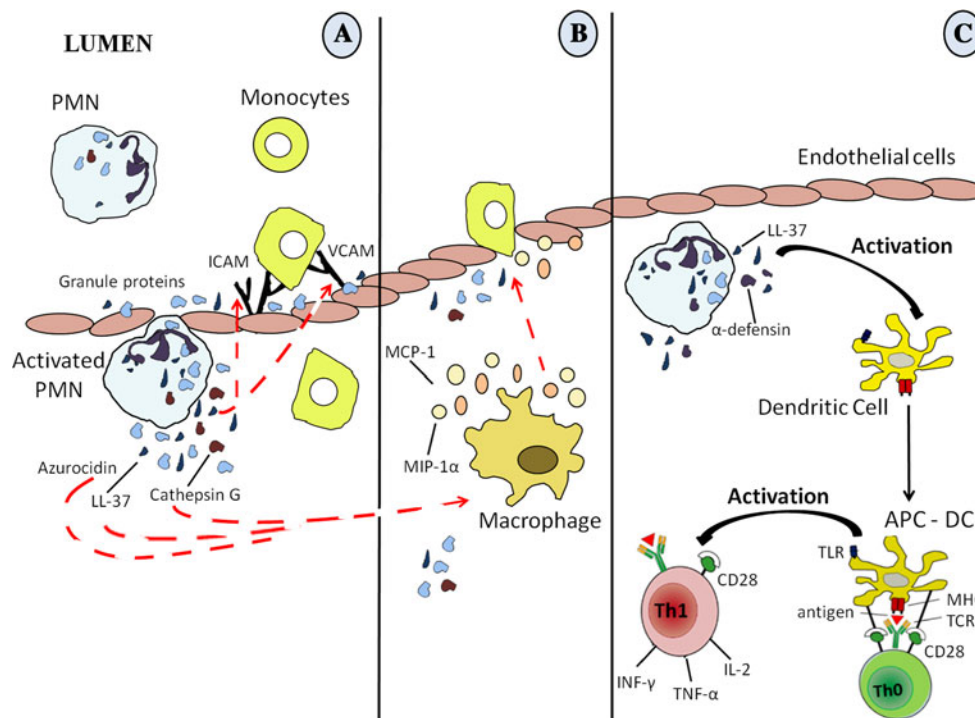 A
LUMEN
PMN
Monocytes
ICAM
VCAM
Granule proteins
Activated
PMN
Azurocidin
LL-37
Cathepsin G
B
MCP-1
MIP-1α
Macrophage
C
Endothelial cells
LL-37
Activation
α-defensin
Dendritic Cell
Activation
APC - DC
TLR
MHC
antigen
TCR
CD28
Th0
CD28
Th1
INF-γ
TNF-α
IL-2